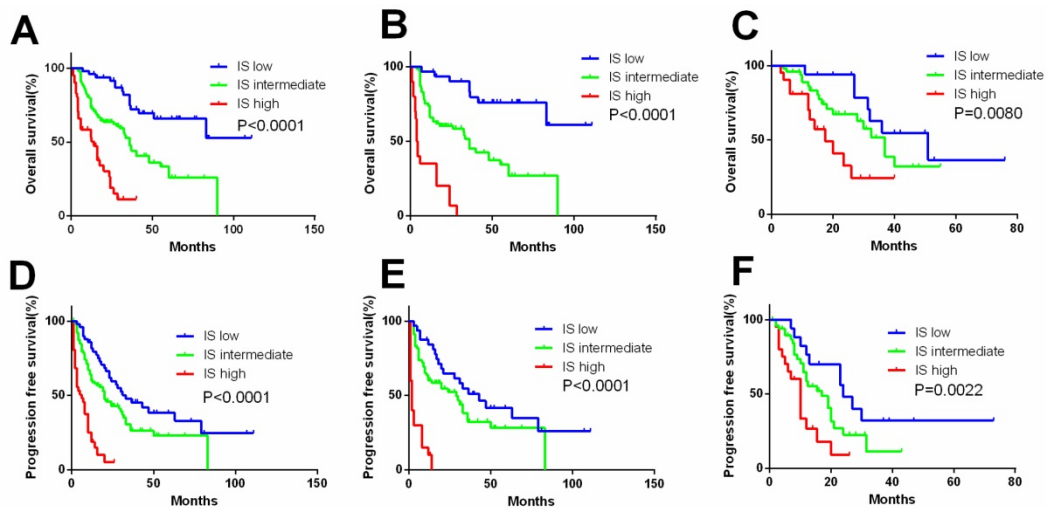 A
Overall survival(%)
100
50
0
0
50
100
150
Months
IS low
IS intermediate
IS high
P<0.0001
B
Overall survival(%)
100
50
0
0
50
100
150
Months
IS low
IS intermediate
IS high
P<0.0001
C
Overall survival(%)
100
50
0
0
20
40
60
80
Months
IS low
IS intermediate
IS high
P=0.0080
D
Progression free survival(%)
100
50
0
0
50
100
150
Months
IS low
IS intermediate
IS high
P<0.0001
E
Progression free survival(%)
100
50
0
0
50
100
150
Months
IS low
IS intermediate
IS high
P<0.0001
F
Progression free survival(%)
100
50
0
0
20
40
60
80
Months
IS low
IS intermediate
IS high
P=0.0022